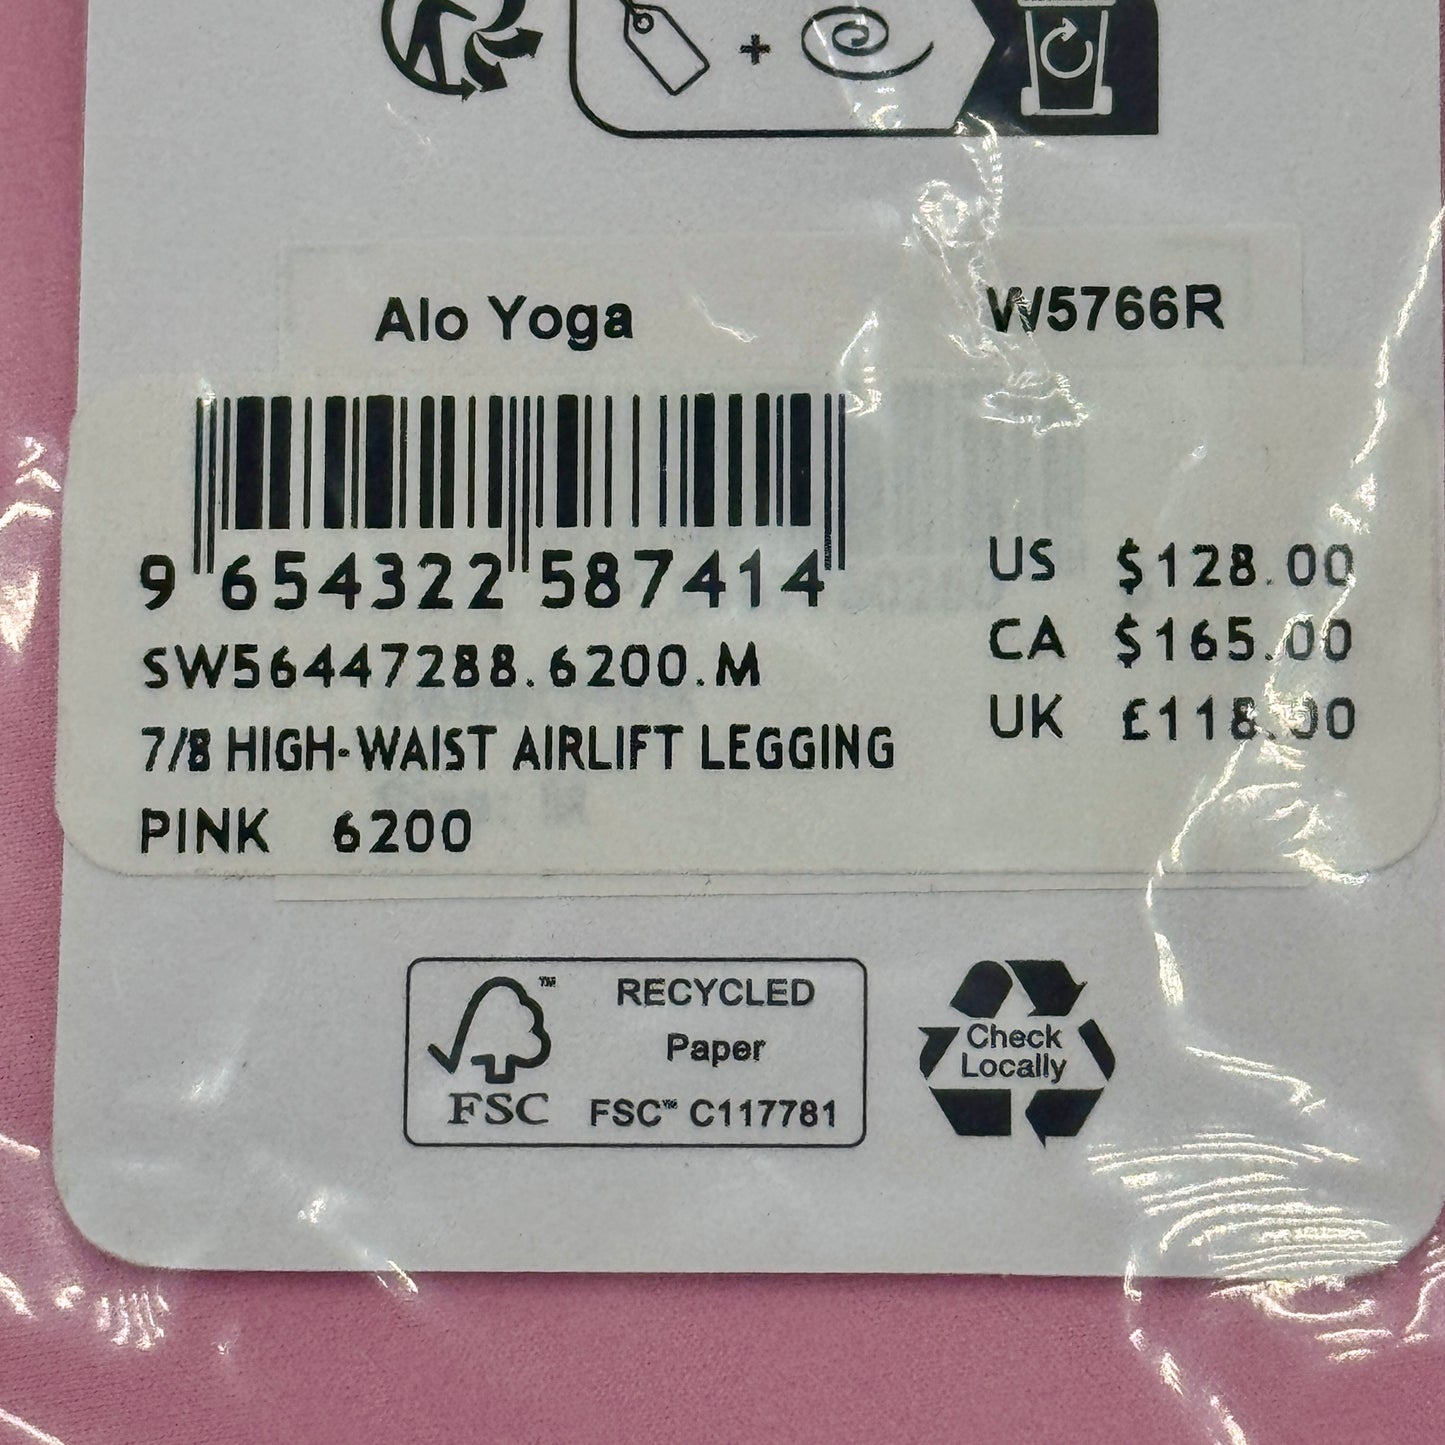 Alo Yoga W5766R
9 654322 587414
US $128.00
CA $165.00
UK £118.00
SW56447288.6200.M
7/8 HIGH-WAIST AIRLIFT LEGGING
PINK 6200
FSC™
RECYCLED
Paper
FSC™ C117781
Check
Locally